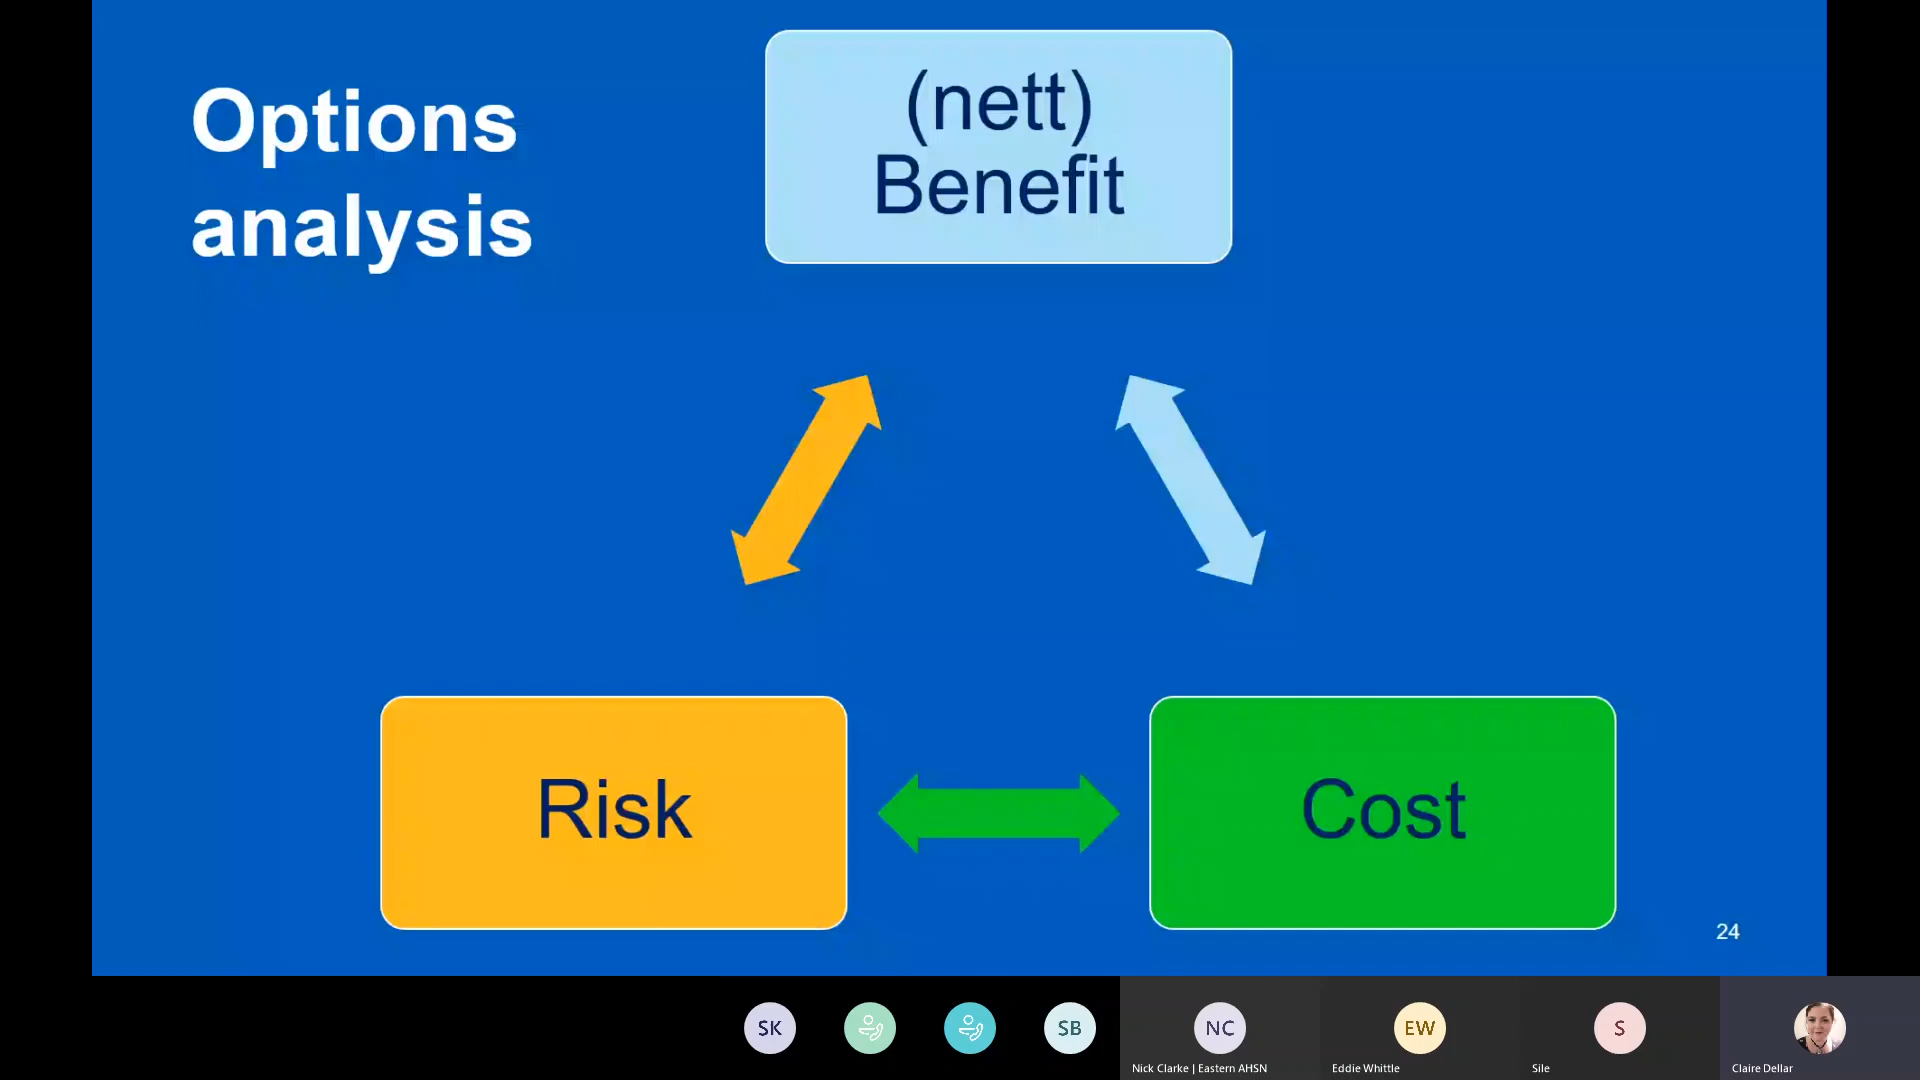 Options
analysis
(nett)
Benefit
Risk
Cost
24
SK
SB
NC
EW
S
Nick Clarke | Eastern AHSN
Eddie Whittle
Sile
Claire Dellar